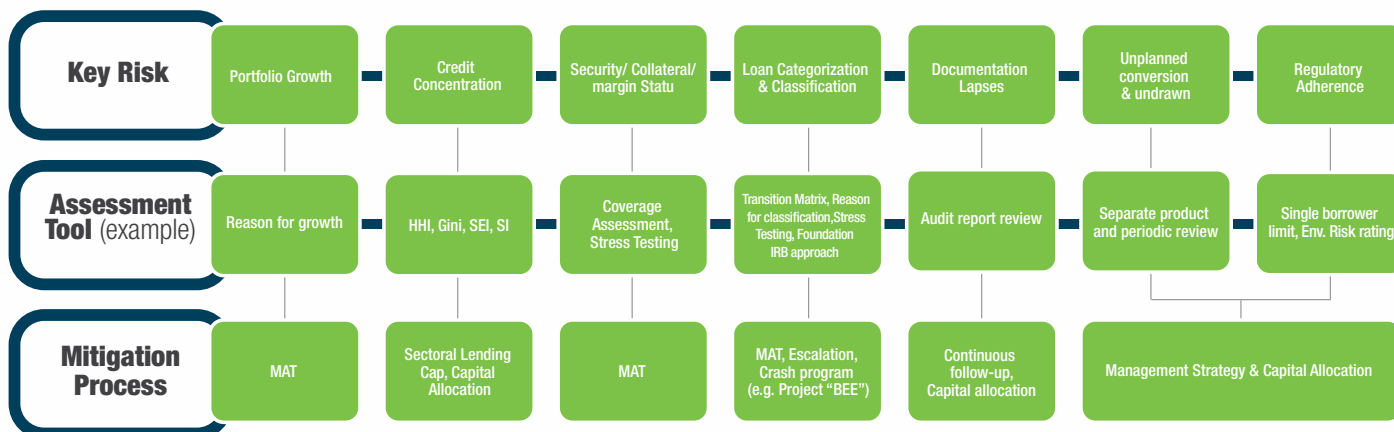 Key Risk
Portfolio Growth
Credit
Concentration
Security/ Collateral/
margin Statu
Loan Categorization
& Classification
Documentation
Lapses
Unplanned
conversion
& undrawn
Regulatory
Adherence
Assessment
Tool (example)
Reason for growth
HHI, Gini, SEI, SI
Coverage
Assessment,
Stress Testing
Transition Matrix, Reason
for classification,Stress
Testing, Foundation
IRB approach
Audit report review
Separate product
and periodic review
Single borrower
limit, Env. Risk rating
Mitigation
Process
MAT
Sectoral Lending
Cap, Capital
Allocation
MAT
MAT, Escalation,
Crash program
(e.g. Project “BEE”)
Continuous
follow-up,
Capital allocation
Management Strategy & Capital Allocation